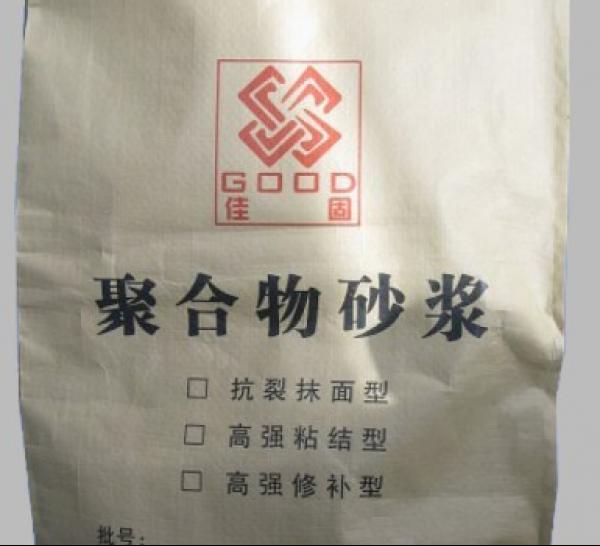 GOOD
佳固
聚合物砂浆
□ 抗裂抹面型
□ 高强粘结型
□ 高强修补型
批号: